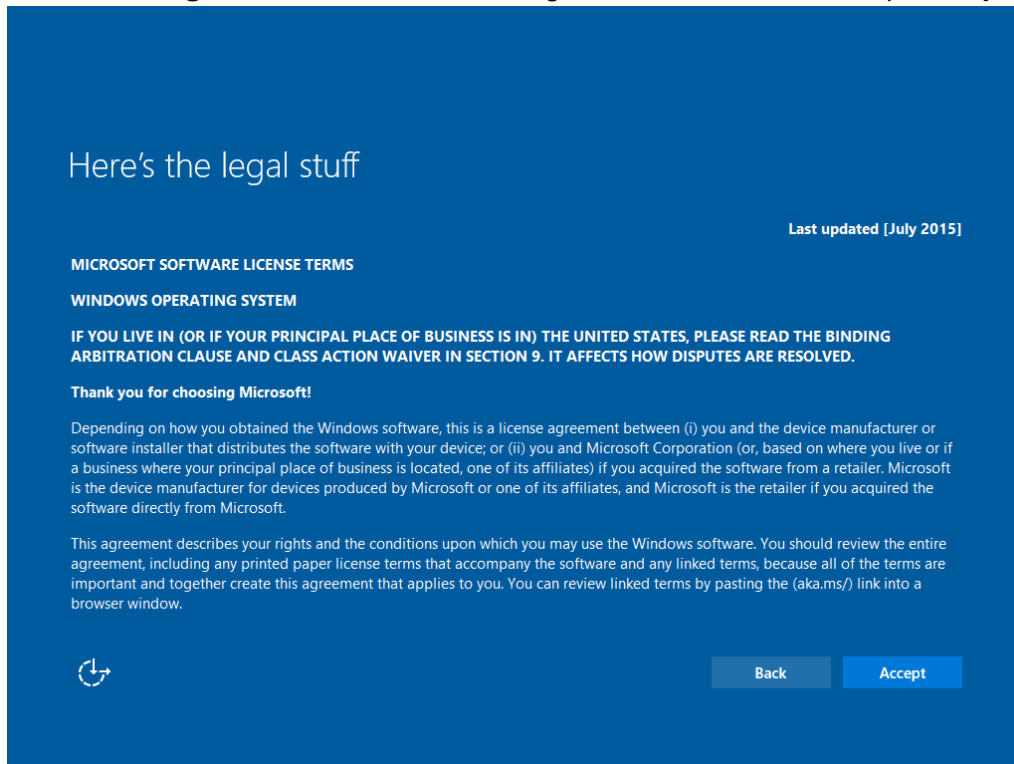 Here's the legal stuff
Last updated [July 2015]
MICROSOFT SOFTWARE LICENSE TERMS
WINDOWS OPERATING SYSTEM
IF YOU LIVE IN (OR IF YOUR PRINCIPAL PLACE OF BUSINESS IS IN) THE UNITED STATES, PLEASE READ THE BINDING
ARBITRATION CLAUSE AND CLASS ACTION WAIVER IN SECTION 9. IT AFFECTS HOW DISPUTES ARE RESOLVED.
Thank you for choosing Microsoft!
Depending on how you obtained the Windows software, this is a license agreement between (i) you and the device manufacturer or
software installer that distributes the software with your device; or (ii) you and Microsoft Corporation (or, based on where you live or if
a business where your principal place of business is located, one of its affiliates) if you acquired the software from a retailer. Microsoft
is the device manufacturer for devices produced by Microsoft or one of its affiliates, and Microsoft is the retailer if you acquired the
software directly from Microsoft.
This agreement describes your rights and the conditions upon which you may use the Windows software. You should review the entire
agreement, including any printed paper license terms that accompany the software and any linked terms, because all of the terms are
important and together create this agreement that applies to you. You can review linked terms by pasting the (aka.ms/) link into a
browser window.
Back
Accept